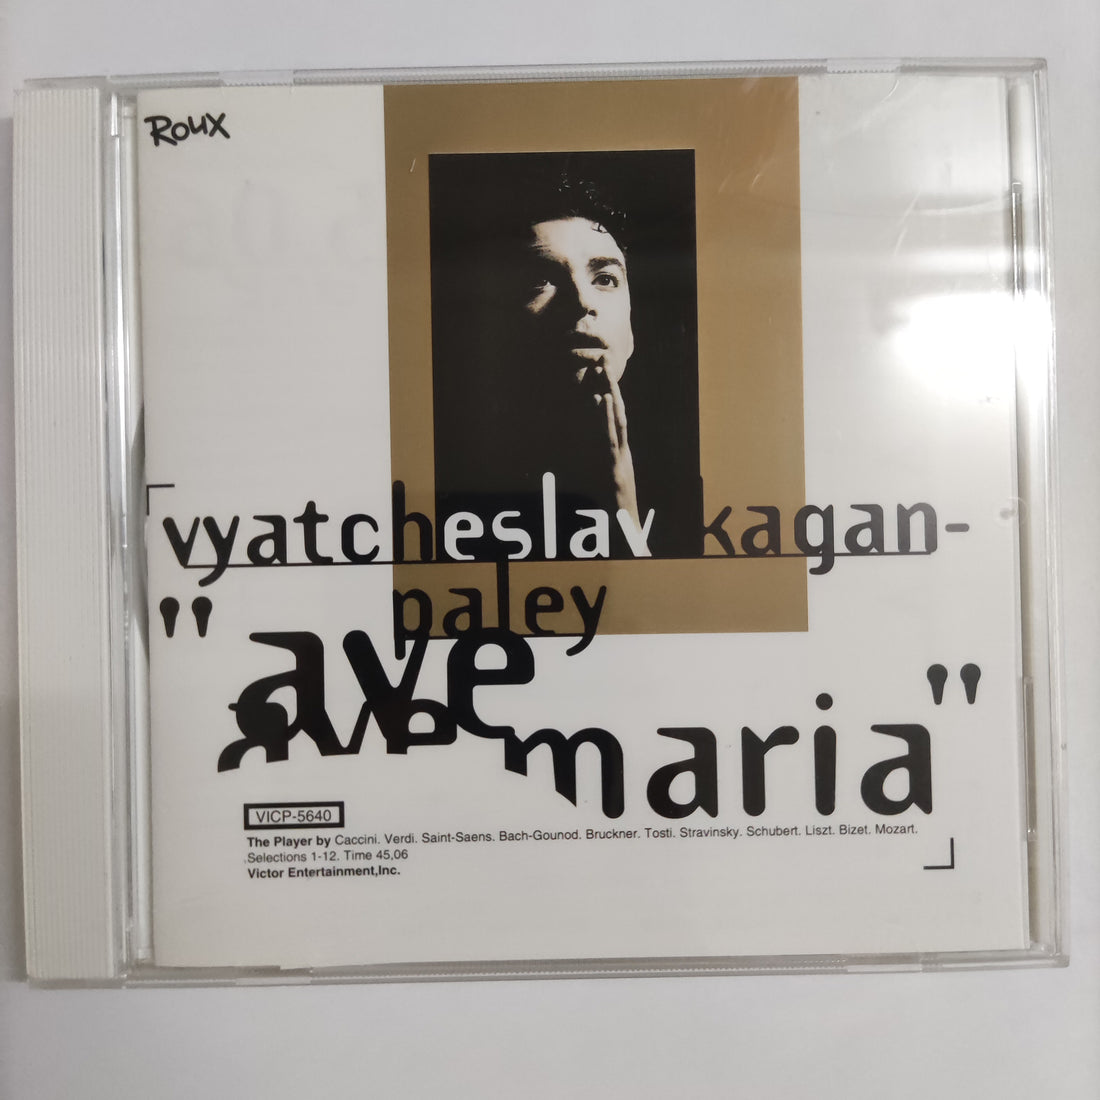 Roux
「vyatcheslav kagan-
paley
"ave
maria"
VICP-5640
The Player by Caccini. Verdi. Saint-Saens. Bach-Gounod. Bruckner. Tosti. Stravinsky. Schubert. Liszt. Bizet. Mozart.
Selections 1-12. Time 45,06
Victor Entertainment,Inc.
」